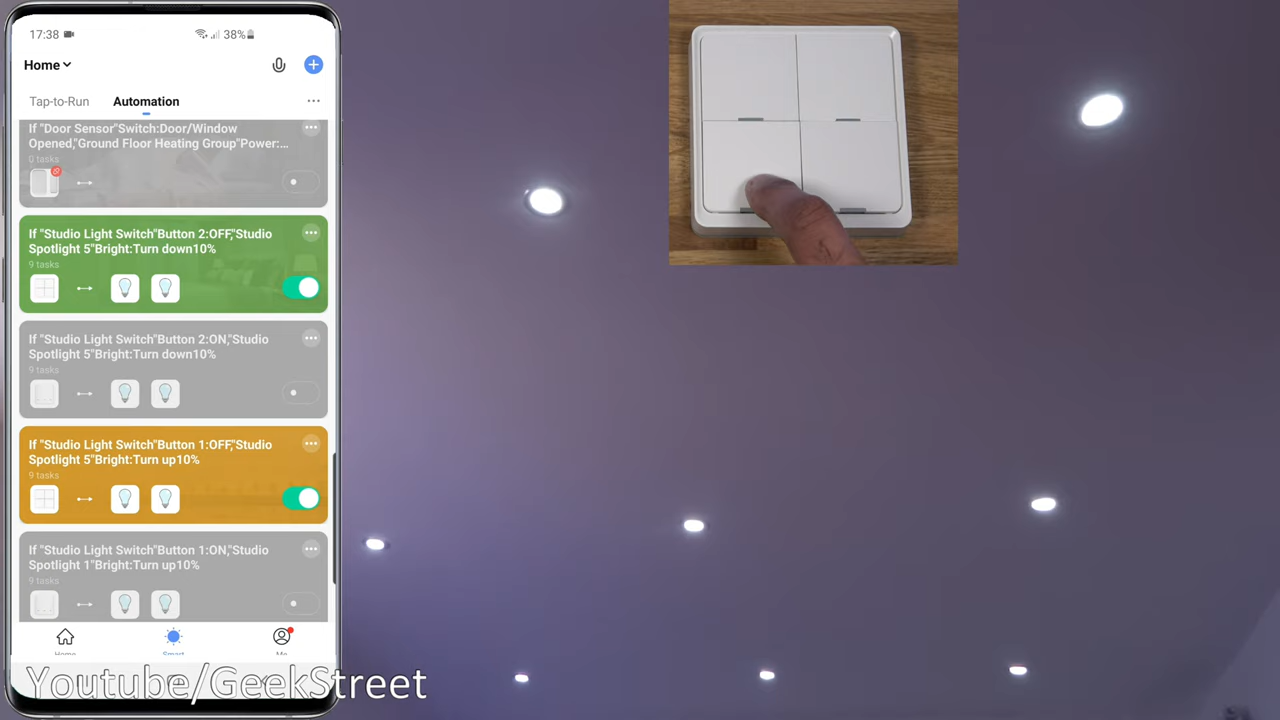 17:38
38%
Home
Tap-to-Run
Automation
If "Door Sensor"Switch:Door/Window
Opened,"Ground Floor Heating Group"Power:...
0 tasks
If "Studio Light Switch"Button 2:OFF,"Studio
Spotlight 5"Bright:Turn down10%
9 tasks
If "Studio Light Switch"Button 2:ON,"Studio
Spotlight 5"Bright:Turn down10%
9 tasks
If "Studio Light Switch"Button 1:OFF,"Studio
Spotlight 5"Bright:Turn up10%
9 tasks
If "Studio Light Switch"Button 1:ON,"Studio
Spotlight 1"Bright:Turn up10%
9 tasks
Home
Smart
Me
Youtube/GeekStreet